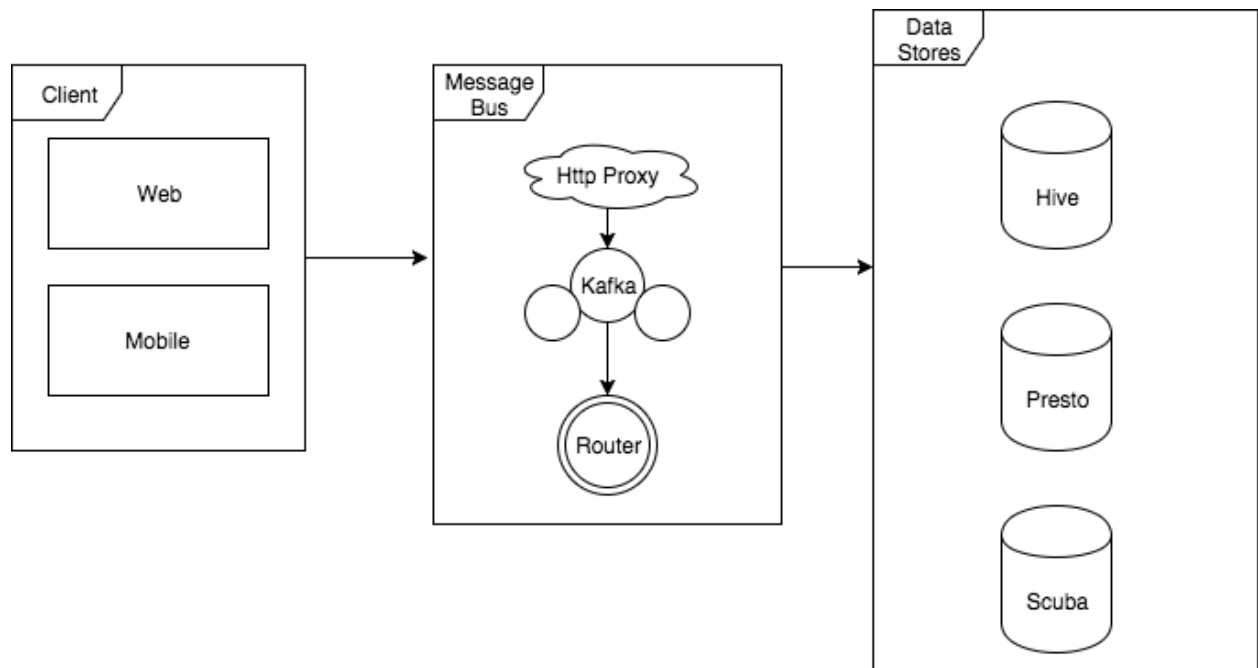 Client
Web
Mobile
Message
Bus
Http Proxy
Kafka
Router
Data
Stores
Hive
Presto
Scuba